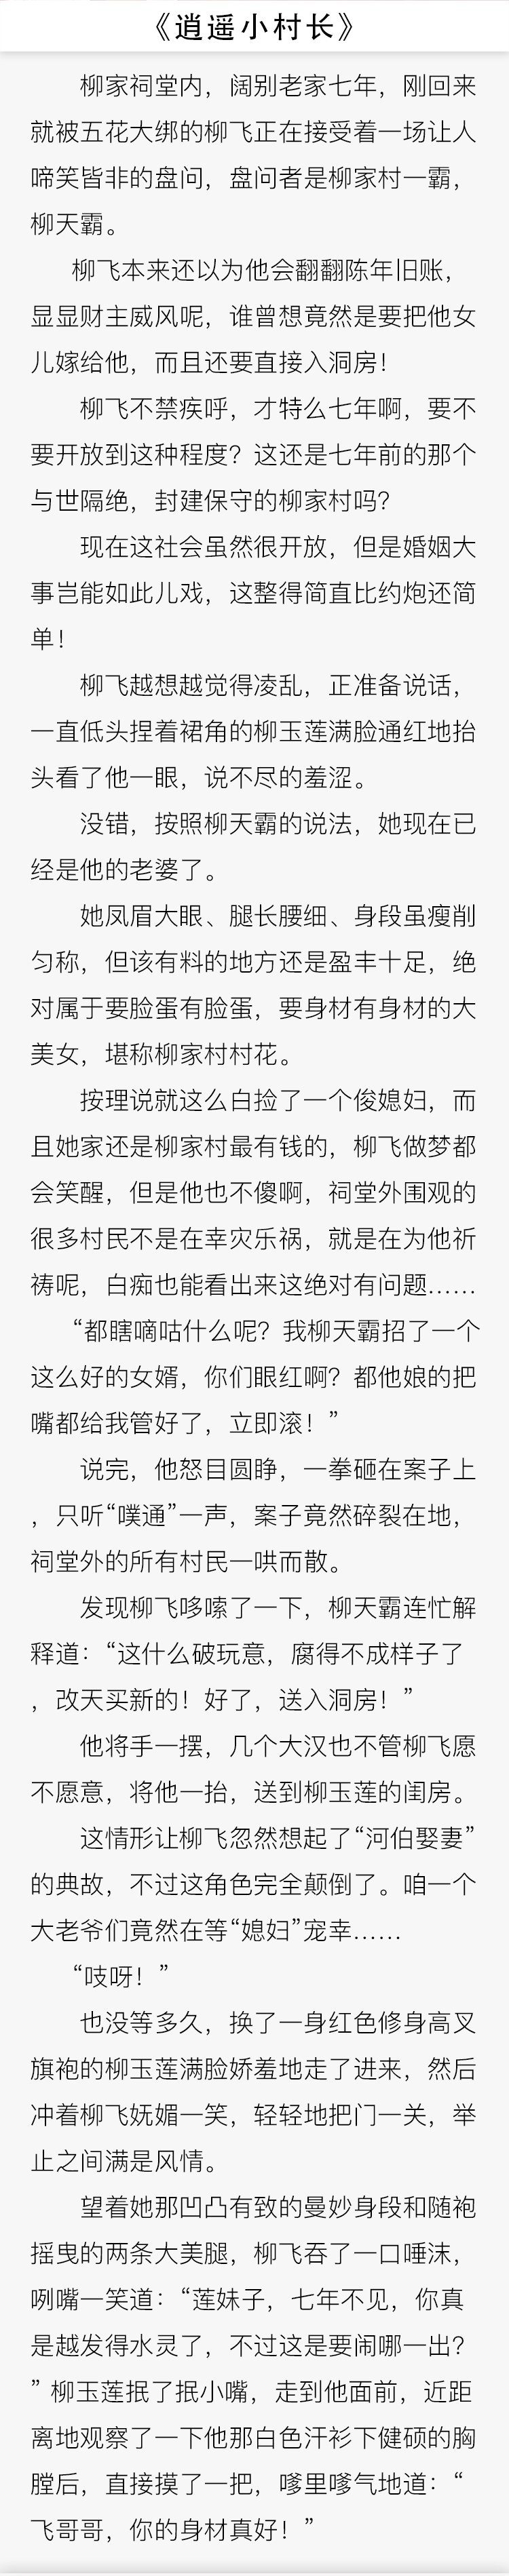 《逍遥小村长》
柳家祠堂内，阔别老家七年，刚回来
就被五花大绑的柳飞正在接受着一场让人
啼笑皆非的盘问，盘问者是柳家村一霸，
柳天霸。
柳飞本来还以为他会翻翻陈年旧账，
显显财主威风呢，谁曾想竟然是要把他女
儿嫁给他，而且还要直接入洞房！
柳飞不禁疾呼，才特么七年啊，要不
要开放到这种程度？这还是七年前的那个
与世隔绝，封建保守的柳家村吗？
现在这社会虽然很开放，但是婚姻大
事岂能如此儿戏，这整得简直比约炮还简
单！
柳飞越想越觉得凌乱，正准备说话，
一直低头捏着裙角的柳玉莲满脸通红地抬
头看了他一眼，说不尽的羞涩。
没错，按照柳天霸的说法，她现在已
经是他的老婆了。
她凤眉大眼、腿长腰细、身段虽瘦削
匀称，但该有料的地方还是盈丰十足，绝
对属于要脸蛋有脸蛋，要身材有身材的大
美女，堪称柳家村村花。
按理说就这么白捡了一个俊媳妇，而
且她家还是柳家村最有钱的，柳飞做梦都
会笑醒，但是他也不傻啊，祠堂外围观的
很多村民不是在幸灾乐祸，就是在为他祈
祷呢，白痴也能看出来这绝对有问题……
“都瞎嘀咕什么呢？我柳天霸招了一个
这么好的女婿，你们眼红啊？都他娘的把
嘴都给我管好了，立即滚！”
说完，他怒目圆睁，一拳砸在案子上
，只听“噗通”一声，案子竟然碎裂在地，
祠堂外的所有村民一哄而散。
发现柳飞哆嗦了一下，柳天霸连忙解
释道：“这什么破玩意，腐得不成样子了
，改天买新的！好了，送入洞房！”
他将手一摆，几个大汉也不管柳飞愿
不愿意，将他一抬，送到柳玉莲的闺房。
这情形让柳飞忽然想起了“河伯娶妻”
的典故，不过这角色完全颠倒了。咱一个
大老爷们竟然在等“媳妇”宠幸……
“吱呀！”
也没等多久，换了一身红色修身高叉
旗袍的柳玉莲满脸娇羞地走了进来，然后
冲着柳飞妩媚一笑，轻轻地把门一关，举
止之间满是风情。
望着她那凹凸有致的曼妙身段和随袍
摇曳的两条大美腿，柳飞吞了一口唾沫，
咧嘴一笑道：“莲妹子，七年不见，你真
是越发得水灵了，不过这是要闹哪一出？
” 柳玉莲抿了抿小嘴，走到他面前，近距
离地观察了一下他那白色汗衫下健硕的胸
膛后，直接摸了一把，嗲里嗲气地道：“
飞哥哥，你的身材真好！”